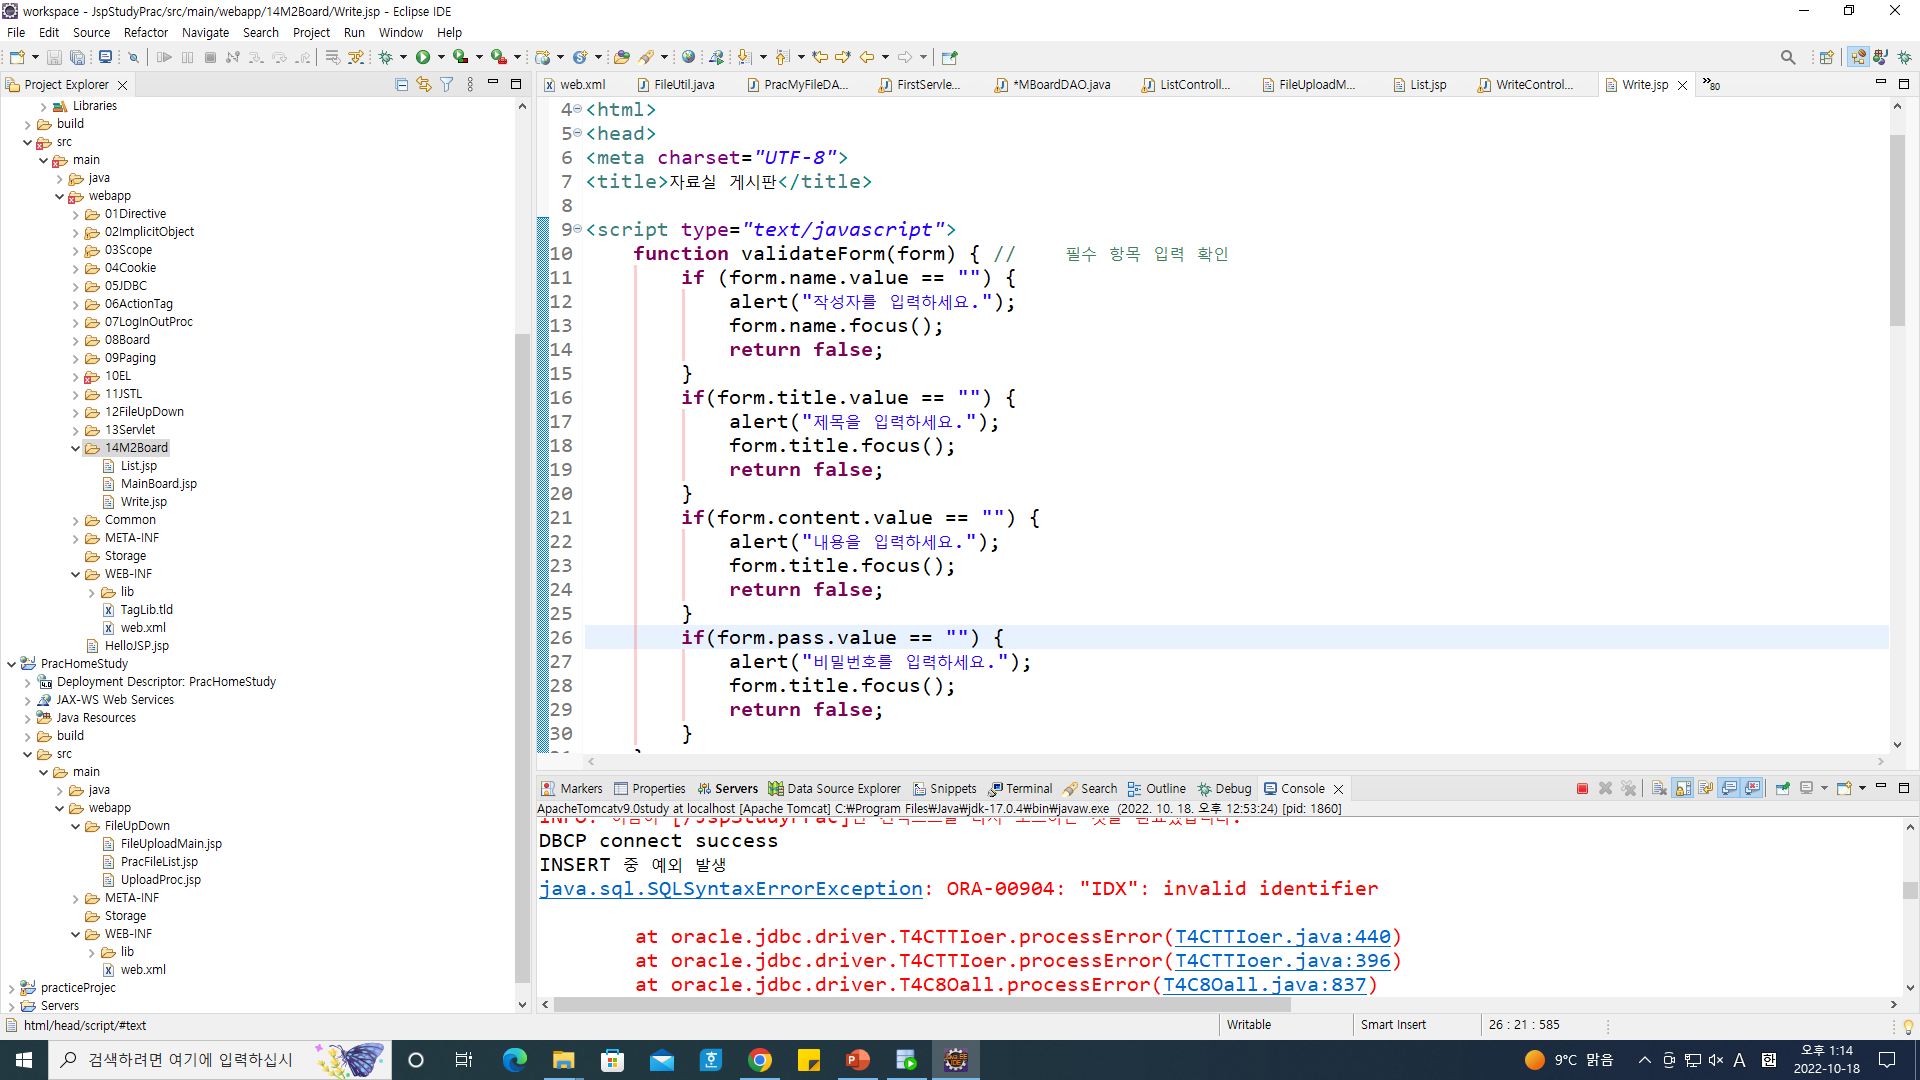 workspace - JspStudyPrac/src/main/webapp/14M2Board/Write.jsp - Eclipse IDE
File Edit Source Refactor Navigate Search Project Run Window Help
Project Explorer
web.xml FileUtil.java PracMyFileDA... FirstServle... *MBoardDAO.java ListControll... FileUploadM... List.jsp WriteControl... Write.jsp »80
Libraries
build
src
main
java
webapp
01Directive
02ImplicitObject
03Scope
04Cookie
05JDBC
06ActionTag
07LogInOutProc
08Board
09Paging
10EL
11JSTL
12FileUpDown
13Servlet
14M2Board
List.jsp
MainBoard.jsp
Write.jsp
Common
META-INF
Storage
WEB-INF
lib
TagLib.tld
web.xml
HelloJSP.jsp
PracHomeStudy
Deployment Descriptor: PracHomeStudy
JAX-WS Web Services
Java Resources
build
src
main
java
webapp
FileUpDown
FileUploadMain.jsp
PracFileList.jsp
UploadProc.jsp
META-INF
Storage
WEB-INF
lib
web.xml
practiceProjec
Servers
4 <html>
5 <head>
6 <meta charset="UTF-8">
7 <title>자료실 게시판</title>
8
9 <script type="text/javascript">
10 function validateForm(form) { // 필수 항목 입력 확인
11 if (form.name.value == "") {
12 alert("작성자를 입력하세요.");
13 form.name.focus();
14 return false;
15 }
16 if(form.title.value == "") {
17 alert("제목을 입력하세요.");
18 form.title.focus();
19 return false;
20 }
21 if(form.content.value == "") {
22 alert("내용을 입력하세요.");
23 form.title.focus();
24 return false;
25 }
26 if(form.pass.value == "") {
27 alert("비밀번호를 입력하세요.");
28 form.title.focus();
29 return false;
30 }
Markers Properties Servers Data Source Explorer Snippets Terminal Search Outline Debug Console
ApacheTomcatv9.0study at localhost [Apache Tomcat] C:₩Program Files₩Java₩jdk-17.0.4₩bin₩javaw.exe (2022. 10. 18. 오후 12:53:24) [pid: 1860]
DBCP connect success
INSERT 중 예외 발생
java.sql.SQLSyntaxErrorException: ORA-00904: "IDX": invalid identifier
at oracle.jdbc.driver.T4CTTIoer.processError(T4CTTIoer.java:440)
at oracle.jdbc.driver.T4CTTIoer.processError(T4CTTIoer.java:396)
at oracle.jdbc.driver.T4C8Oall.processError(T4C8Oall.java:837)
html/head/script/#text
Writable Smart Insert 26 : 21 : 585
검색하려면 여기에 입력하십시
9°C 맑음 A 한 오후 1:14
2022-10-18